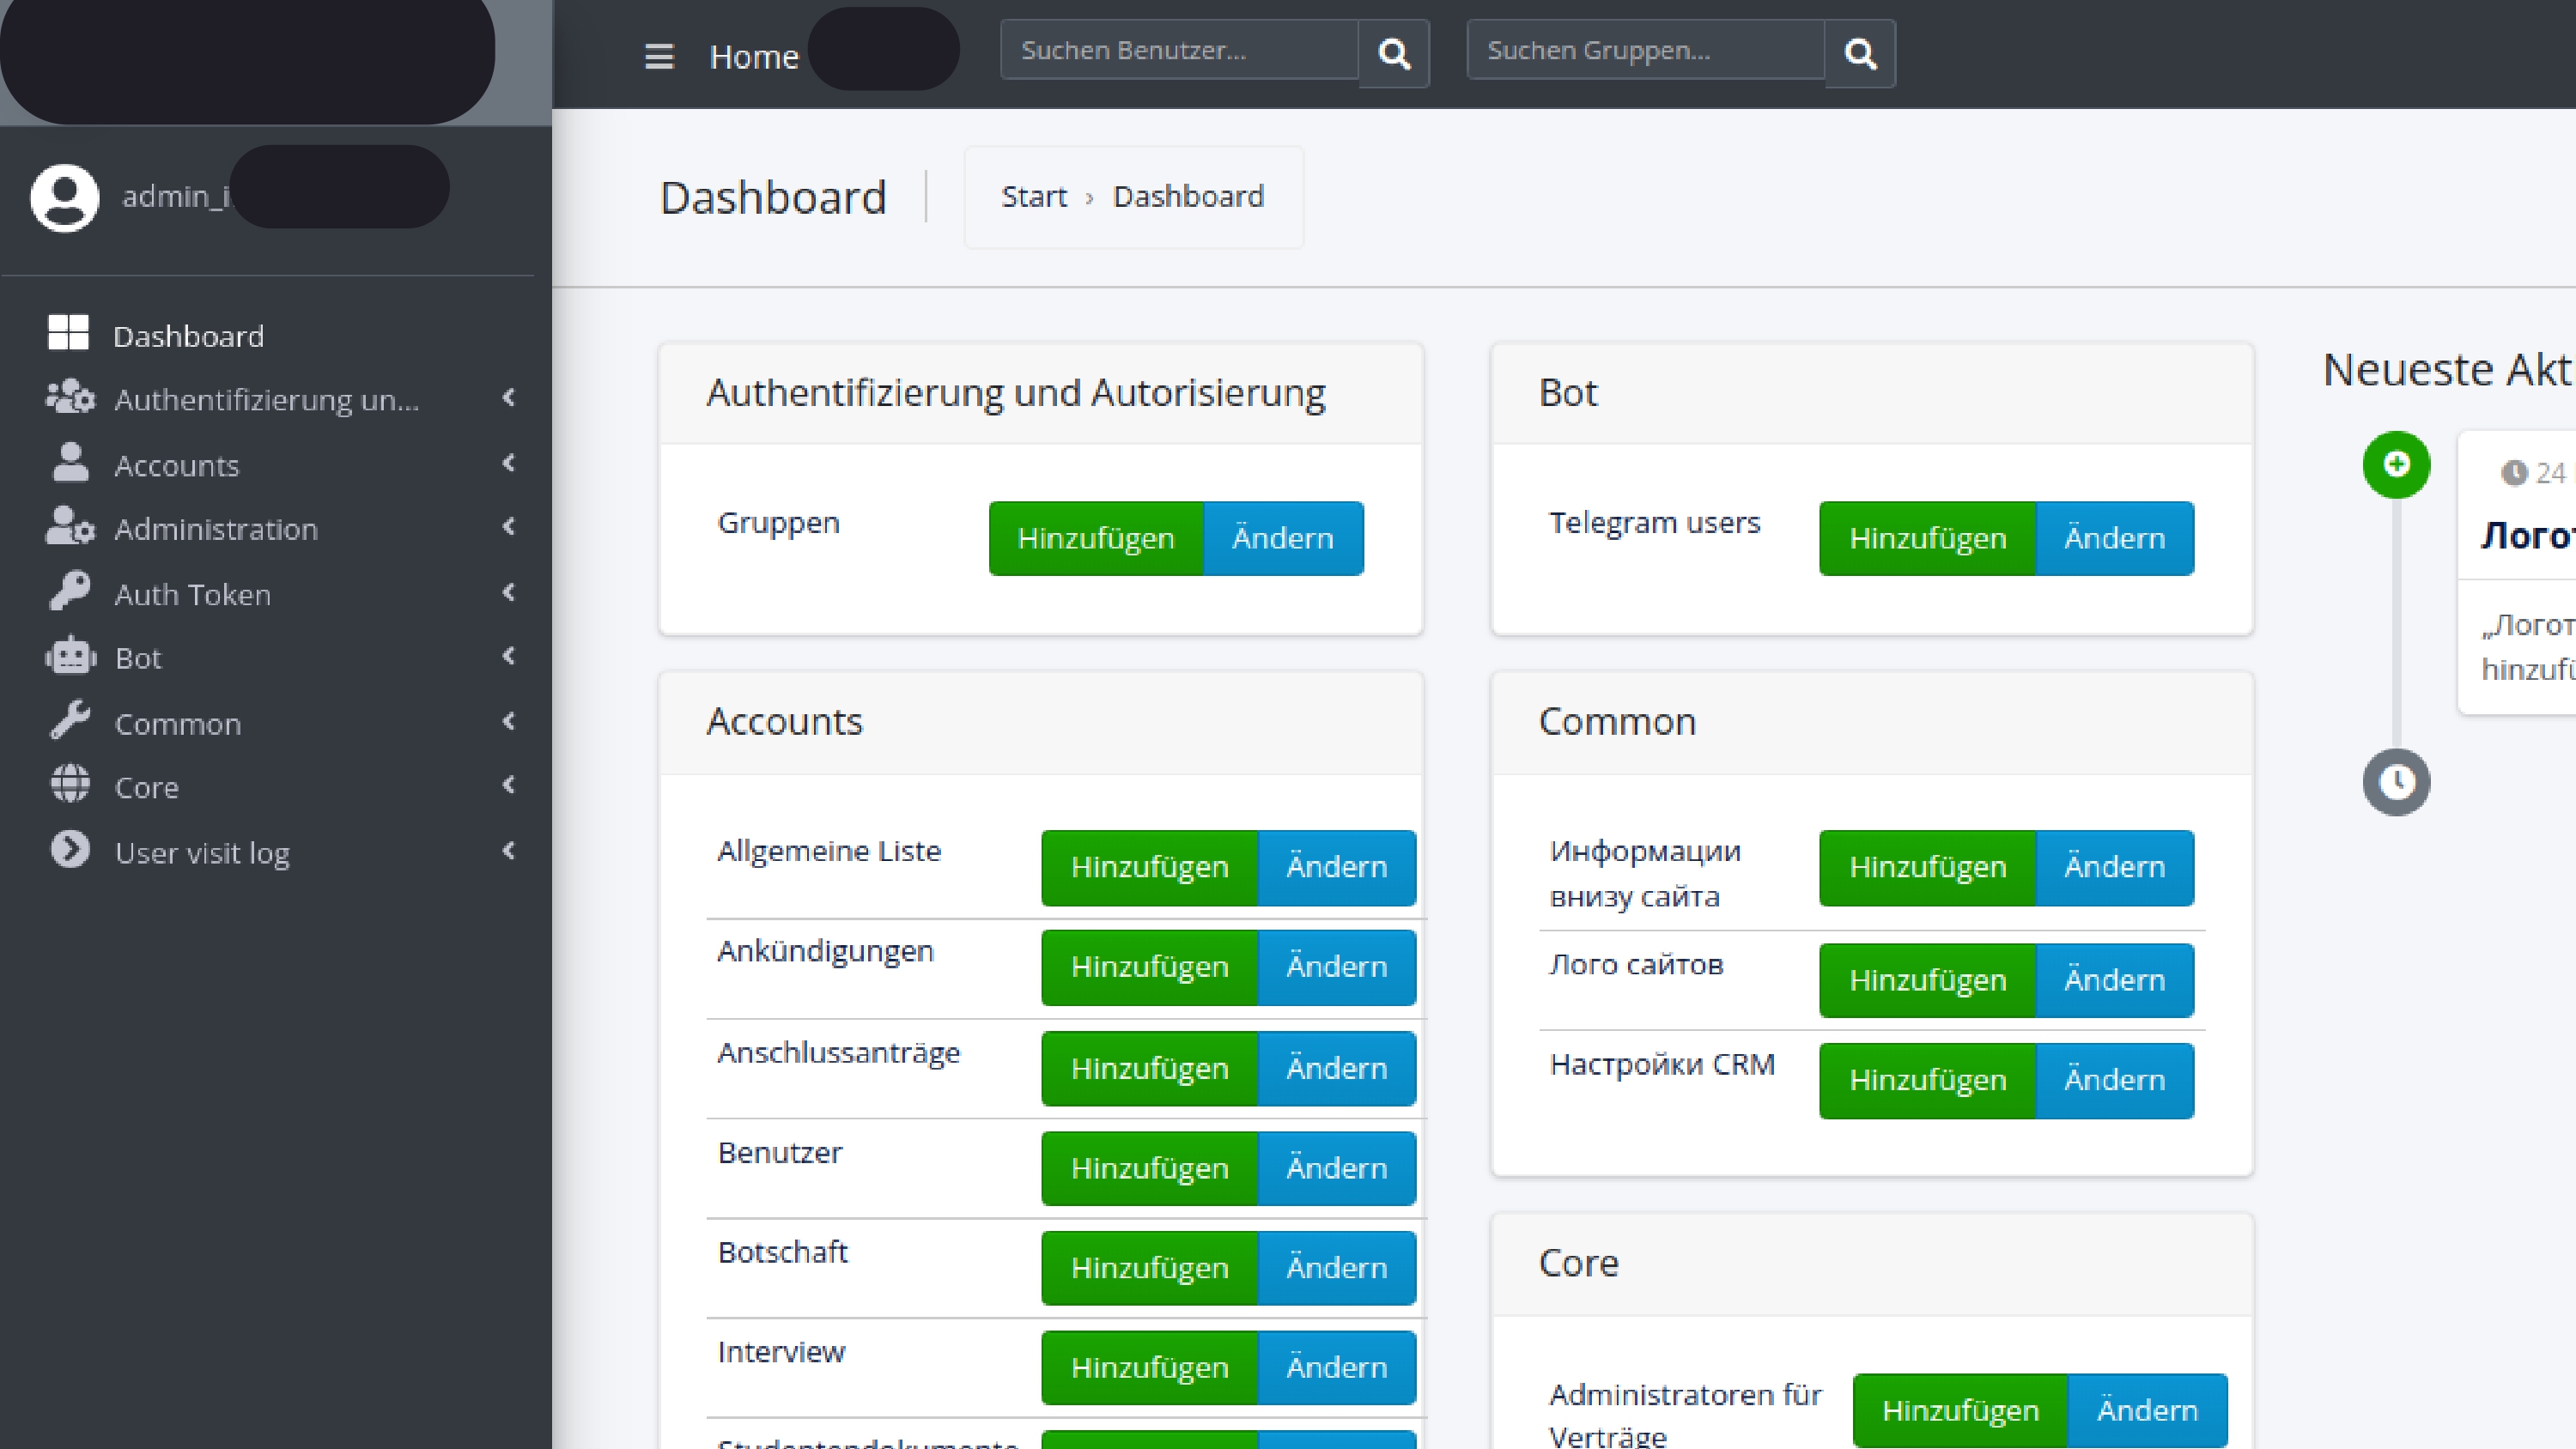 Home
Suchen Benutzer...
Suchen Gruppen...
admin_i
Dashboard
Authentifizierung un...
Accounts
Administration
Auth Token
Bot
Common
Core
User visit log
Dashboard
Start › Dashboard
Authentifizierung und Autorisierung
Gruppen Hinzufügen Ändern
Accounts
Allgemeine Liste Hinzufügen Ändern
Ankündigungen Hinzufügen Ändern
Anschlussanträge Hinzufügen Ändern
Benutzer Hinzufügen Ändern
Botschaft Hinzufügen Ändern
Interview Hinzufügen Ändern
Studentendokumente
Bot
Telegram users Hinzufügen Ändern
Common
Информации Hinzufügen Ändern
внизу сайта
Лого сайтов Hinzufügen Ändern
Настройки CRM Hinzufügen Ändern
Core
Administratoren für Hinzufügen Ändern
Verträge
Neueste Akt
24
Логот
„Логот
hinzufü